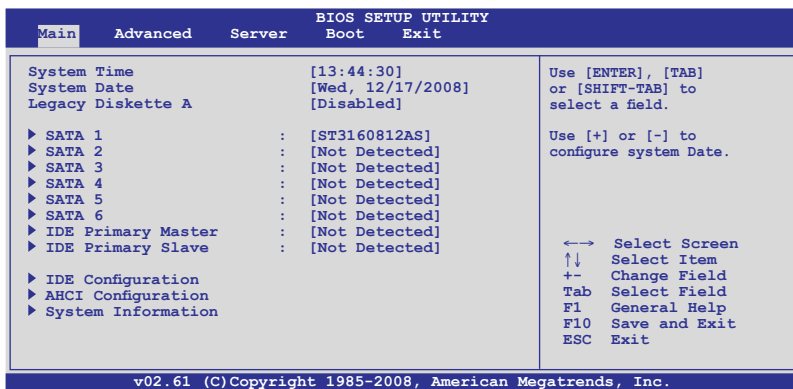 BIOS SETUP UTILITY
Main Advanced Server Boot Exit
System Time [13:44:30]
System Date [Wed, 12/17/2008]
Legacy Diskette A [Disabled]
SATA 1 : [ST3160812AS]
SATA 2 : [Not Detected]
SATA 3 : [Not Detected]
SATA 4 : [Not Detected]
SATA 5 : [Not Detected]
SATA 6 : [Not Detected]
IDE Primary Master : [Not Detected]
IDE Primary Slave : [Not Detected]
IDE Configuration
AHCI Configuration
System Information
Use [ENTER], [TAB]
or [SHIFT-TAB] to
select a field.
Use [+] or [-] to
configure system Date.
←→ Select Screen
↑↓ Select Item
+- Change Field
Tab Select Field
F1 General Help
F10 Save and Exit
ESC Exit
v02.61 (C)Copyright 1985-2008, American Megatrends, Inc.